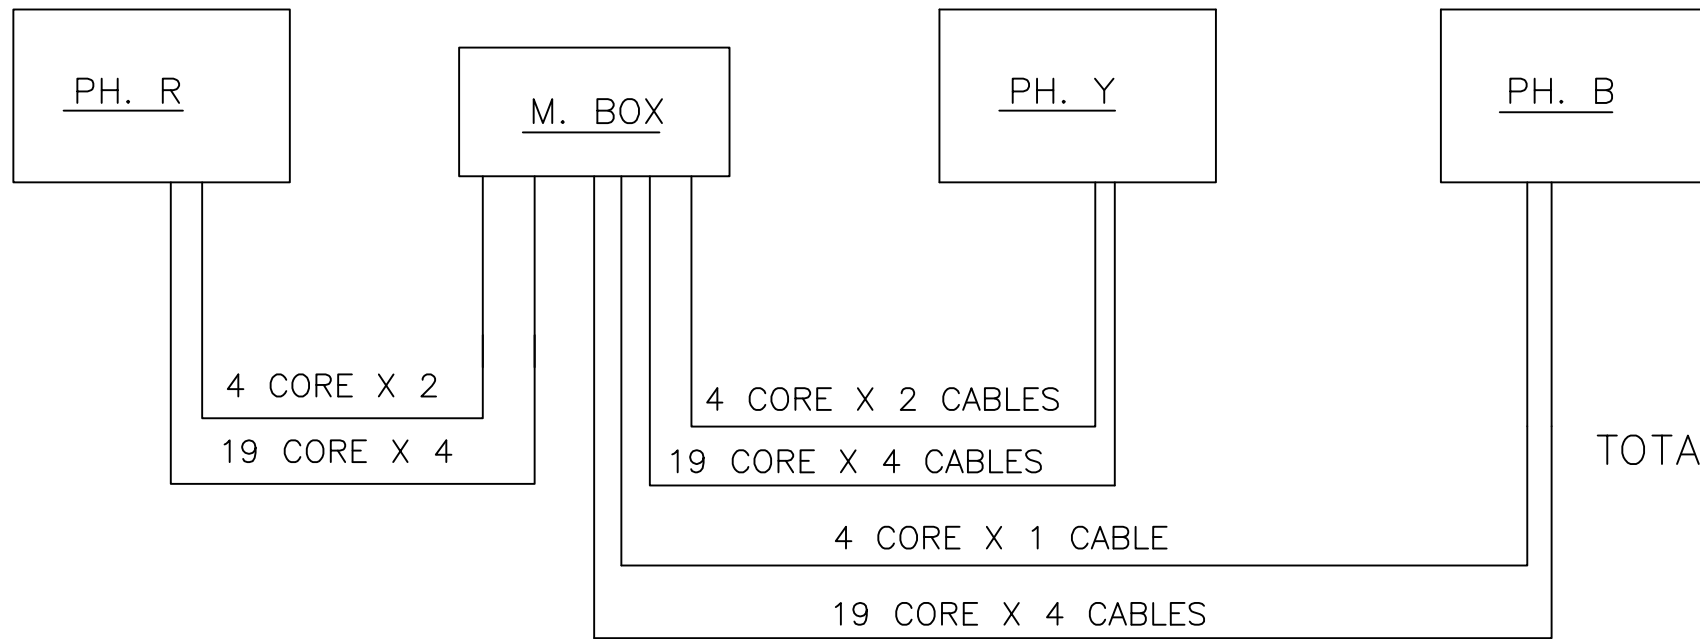 PH. R
M. BOX
PH. Y
PH. B
4 CORE X 2
19 CORE X 4
4 CORE X 2 CABLES
19 CORE X 4 CABLES
TOTA
4 CORE X 1 CABLE
19 CORE X 4 CABLES